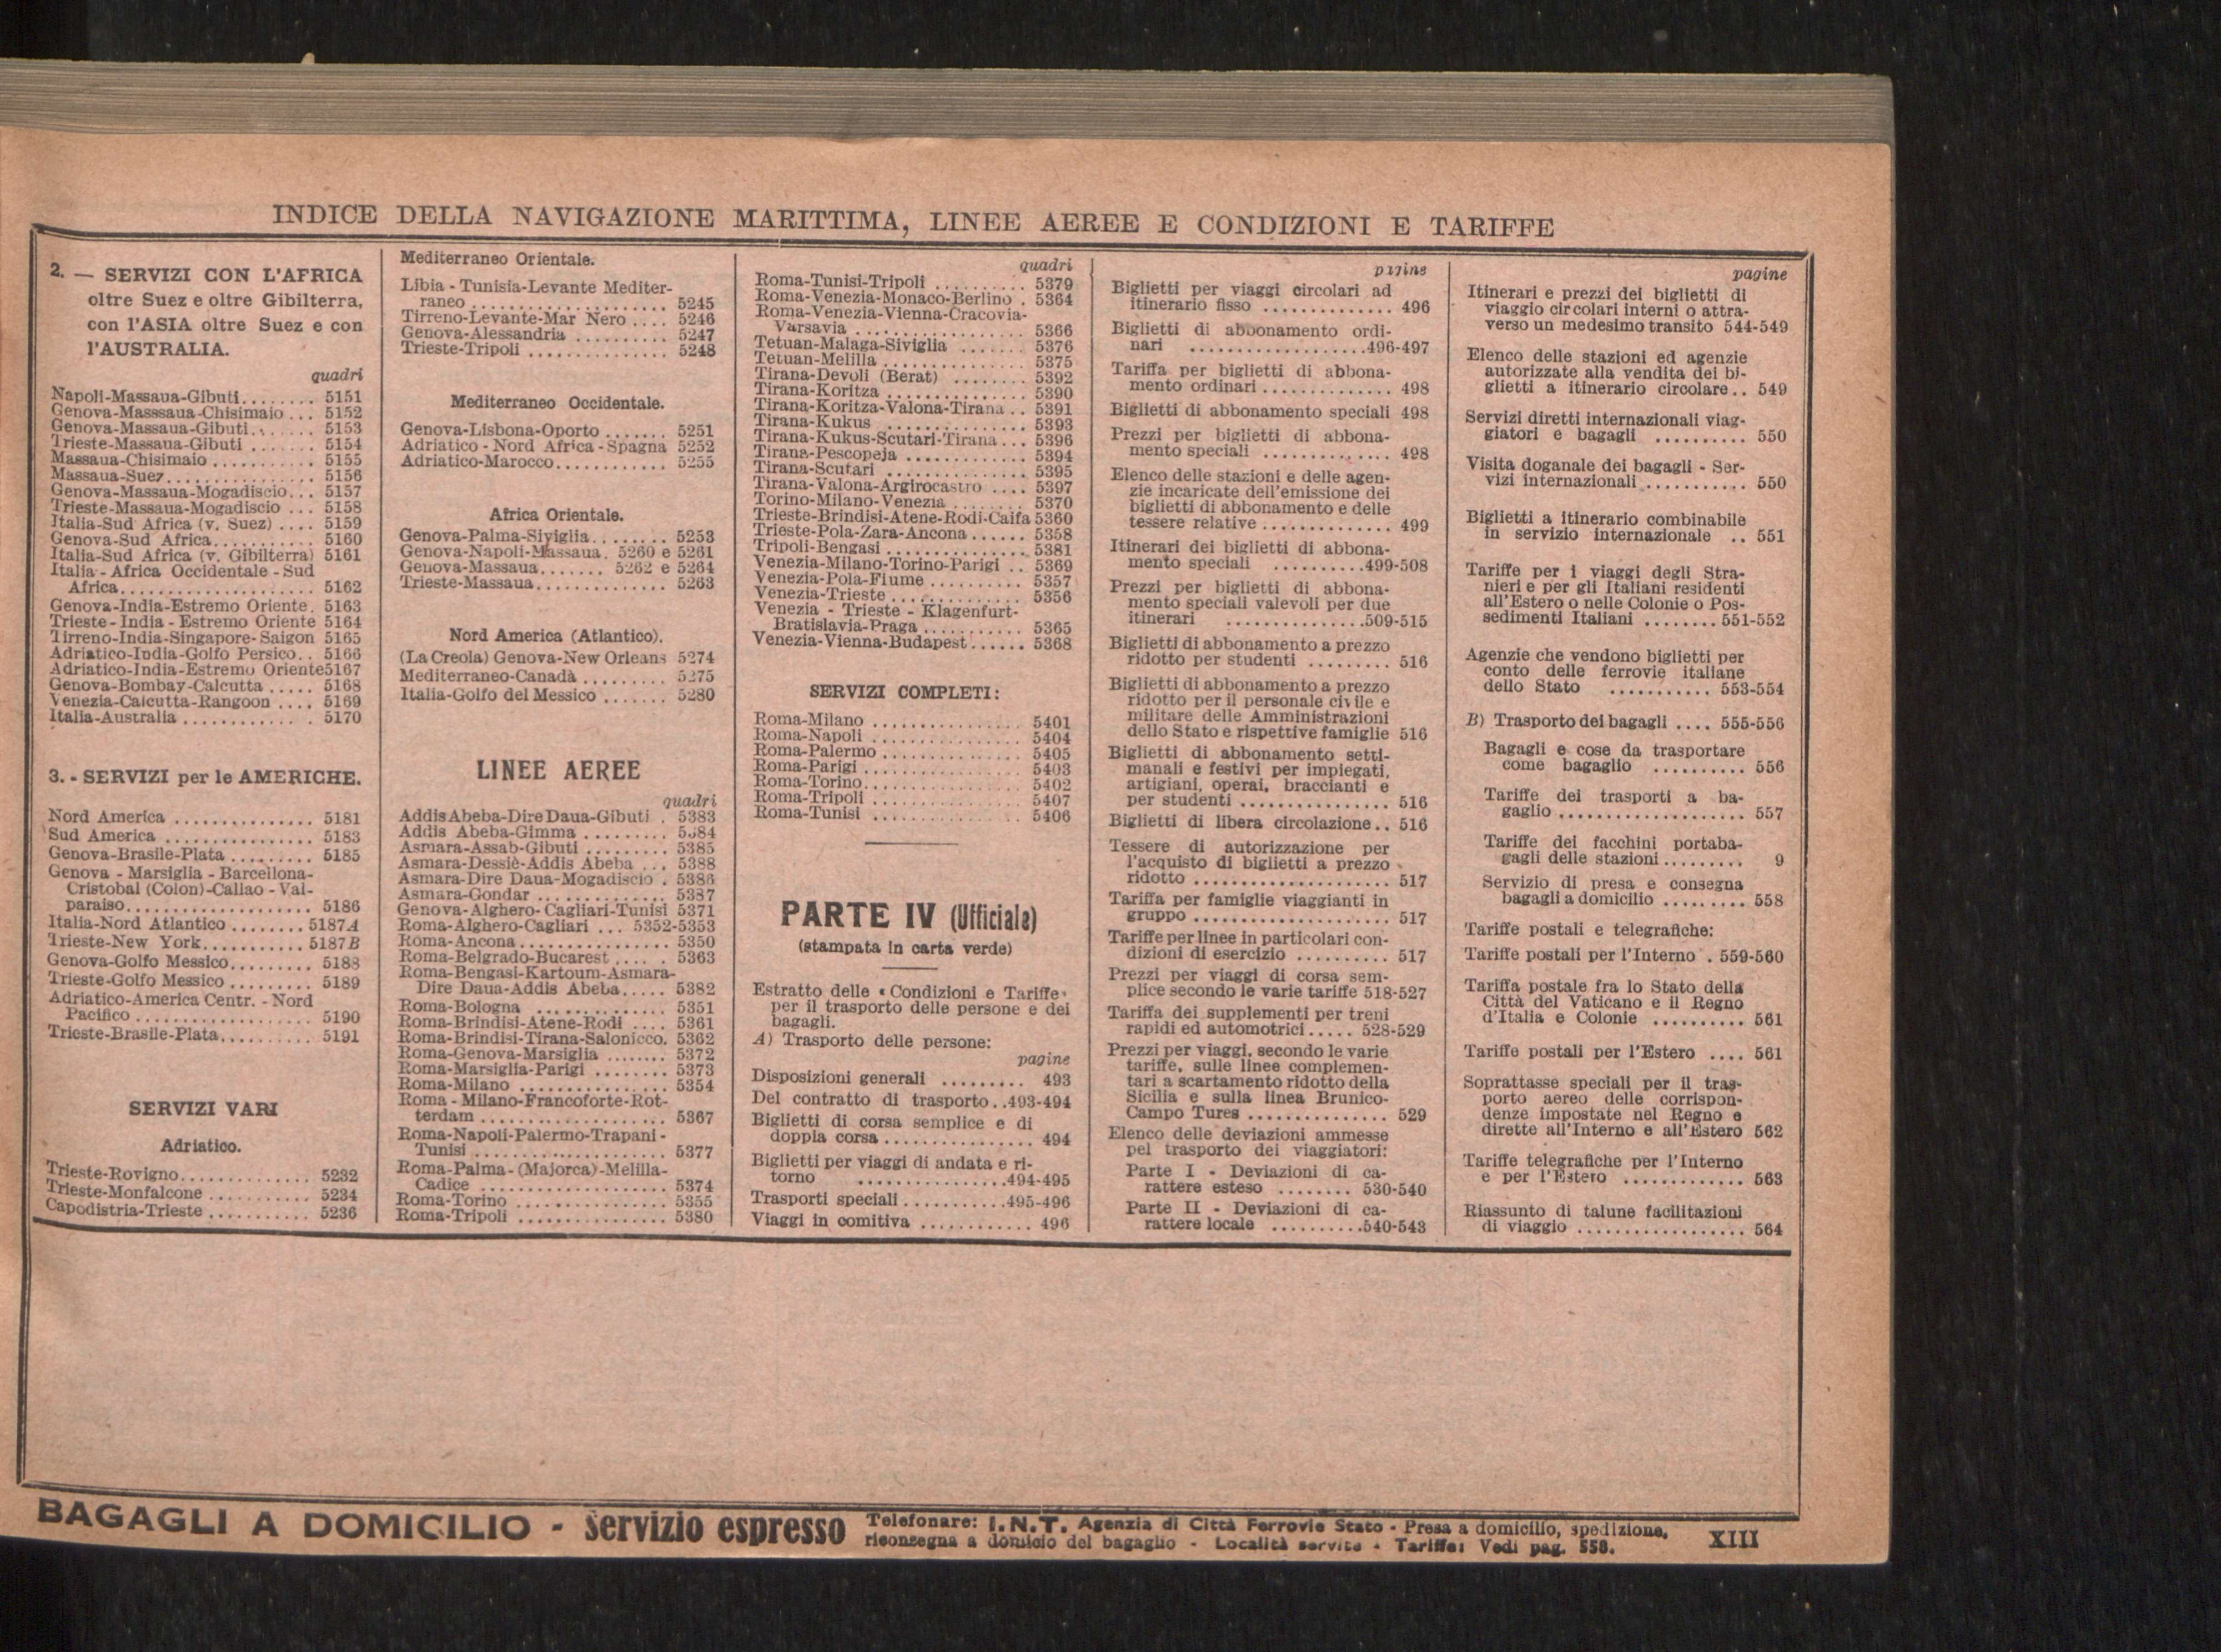 INDICE DELLA NAVIGAZIONE MARITTIMA, LINEE AEREE E CONDIZIONI E TARIFFE
2. — SERVIZI CON L'AFRICA
oltre Suez e oltre Gibilterra,
con l'ASIA oltre Suez e con
l'AUSTRALIA.
quadri
Napoli-Massaua-Gibuti........ 5151
Genova-Masssaua-Chisimaio ... 5152
Genova-Massaua-Gibuti....... 5153
Trieste-Massaua-Gibuti ....... 5154
Massaua-Chisimaio ........... 5155
Massaua-Suez................ 5156
Genova-Massaua-Mogadiscio... 5157
Trieste-Massaua-Mogadiscio ... 5158
Italia-Sud Africa (v. Suez) .... 5159
Genova-Sud Africa........... 5160
Italia-Sud Africa (v. Gibilterra) 5161
Italia - Africa Occidentale - Sud
Africa..................... 5162
Genova-India-Estremo Oriente. 5163
Trieste - India - Estremo Oriente 5164
Tirreno-India-Singapore-Saigon 5165
Adriatico-India-Golfo Persico.. 5166
Adriatico-India-Estremo Oriente5167
Genova-Bombay-Calcutta ..... 5168
Venezia-Calcutta-Rangoon .... 5169
Italia-Australia ............. 5170
3. - SERVIZI per le AMERICHE.
Nord America ............... 5181
Sud America ................ 5183
Genova-Brasile-Plata ......... 5185
Genova - Marsiglia - Barcellona-
Cristobal (Colon)-Callao - Val-
paraiso.................... 5186
Italia-Nord Atlantico ........ 5187A
Trieste-New York........... 5187B
Genova-Golfo Messico......... 5188
Trieste-Golfo Messico ......... 5189
Adriatico-America Centr. - Nord
Pacifico ................... 5190
Trieste-Brasile-Plata.......... 5191
SERVIZI VARI
Adriatico.
Trieste-Rovigno.............. 5232
Trieste-Monfalcone ........... 5234
Capodistria-Trieste ........... 5236
Mediterraneo Orientale.
Libia - Tunisia-Levante Mediter-
raneo ..................... 5245
Tirreno-Levante-Mar Nero .... 5246
Genova-Alessandria .......... 5247
Trieste-Tripoli ............... 5248
Mediterraneo Occidentale.
Genova-Lisbona-Oporto ....... 5251
Adriatico - Nord Africa - Spagna 5252
Adriatico-Marocco............ 5255
Africa Orientale.
Genova-Palma-Siviglia........ 5253
Genova-Napoli-Massaua. 5260 e 5261
Genova-Massaua....... 5262 e 5264
Trieste-Massaua.............. 5263
Nord America (Atlantico).
(La Creola) Genova-New Orleans 5274
Mediterraneo-Canadà ......... 5275
Italia-Golfo del Messico ....... 5280
LINEE AEREE
quadri
Addis Abeba-Dire Daua-Gibuti . 5383
Addis Abeba-Gimma ......... 5384
Asmara-Assab-Gibuti ......... 5385
Asmara-Dessiè-Addis Abeba ... 5388
Asmara-Dire Daua-Mogadiscio . 5386
Asmara-Gondar .............. 5387
Genova-Alghero-Cagliari-Tunisi 5371
Roma-Alghero-Cagliari ... 5352-5353
Roma-Ancona................ 5350
Roma-Belgrado-Bucarest ..... 5363
Roma-Bengasi-Kartoum-Asmara-
Dire Daua-Addis Abeba..... 5382
Roma-Bologna .............. 5351
Roma-Brindisi-Atene-Rodi .... 5361
Roma-Brindisi-Tirana-Salonicco. 5362
Roma-Genova-Marsiglia ........ 5372
Roma-Marsiglia-Parigi ........ 5373
Roma-Milano ................ 5354
Roma - Milano-Francoforte-Rot-
terdam .................... 5367
Roma-Napoli-Palermo-Trapani -
Tunisi ..................... 5377
Roma-Palma-(Majorca)-Melilla-
Cadice .................... 5374
Roma-Torino ................ 5355
Roma-Tripoli ................ 5380
quadri
Roma-Tunisi-Tripoli .......... 5379
Roma-Venezia-Monaco-Berlino . 5364
Roma-Venezia-Vienna-Cracovia-
Varsavia .................. 5366
Tetuan-Malaga-Siviglia ....... 5376
Tetuan-Melilla ............... 5375
Tirana-Devoli (Berat) ........ 5392
Tirana-Koritza ............... 5390
Tirana-Koritza-Valona-Tirana.. 5391
Tirana-Kukus ............... 5393
Tirana-Kukus-Scutari-Tirana... 5396
Tirana-Pescopeja ............. 5394
Tirana-Scutari ............... 5395
Tirana-Valona-Argirocastro .... 5397
Torino-Milano-Venezia ........ 5370
Trieste-Brindisi-Atene-Rodi-Caifa 5360
Trieste-Pola-Zara-Ancona...... 5358
Tripoli-Bengasi ............... 5381
Venezia-Milano-Torino-Parigi .. 5369
Venezia-Pola-Fiume .......... 5357
Venezia-Trieste .............. 5356
Venezia - Trieste - Klagenfurt-
Bratislavia-Praga ........... 5365
Venezia-Vienna-Budapest...... 5368
SERVIZI COMPLETI:
Roma-Milano ................ 5401
Roma-Napoli ................ 5404
Roma-Palermo ............... 5405
Roma-Parigi ................. 5403
Roma-Torino................. 5402
Roma-Tripoli ................ 5407
Roma-Tunisi ................ 5406
PARTE IV (Ufficiale)
(stampata in carta verde)
Estratto delle «Condizioni e Tariffe»
per il trasporto delle persone e dei
bagagli.
A) Trasporto delle persone:
pagine
Disposizioni generali ......... 493
Del contratto di trasporto..493-494
Biglietti di corsa semplice e di
doppia corsa ................ 494
Biglietti per viaggi di andata e ri-
torno ................494-495
Trasporti speciali ...........495-496
Viaggi in comitiva ............ 496
pagine
Biglietti per viaggi circolari ad
itinerario fisso .............. 496
Biglietti di abbonamento ordi-
nari ...................496-497
Tariffa per biglietti di abbona-
mento ordinari.............. 498
Biglietti di abbonamento speciali 498
Prezzi per biglietti di abbona-
mento speciali .............. 498
Elenco delle stazioni e delle agen-
zie incaricate dell'emissione dei
biglietti di abbonamento e delle
tessere relative .............. 499
Itinerari dei biglietti di abbona-
mento speciali ..........499-508
Prezzi per biglietti di abbona-
mento speciali valevoli per due
itinerari ...............509-515
Biglietti di abbonamento a prezzo
ridotto per studenti ......... 516
Biglietti di abbonamento a prezzo
ridotto per il personale civile e
militare delle Amministrazioni
dello Stato e rispettive famiglie 516
Biglietti di abbonamento setti-
manali e festivi per impiegati,
artigiani, operai, braccianti e
per studenti ................ 516
Biglietti di libera circolazione.. 516
Tessere di autorizzazione per
l'acquisto di biglietti a prezzo
ridotto ..................... 517
Tariffa per famiglie viaggianti in
gruppo ..................... 517
Tariffe per linee in particolari con-
dizioni di esercizio .......... 517
Prezzi per viaggi di corsa sem-
plice secondo le varie tariffe 518-527
Tariffa dei supplementi per treni
rapidi ed automotrici ..... 528-529
Prezzi per viaggi, secondo le varie
tariffe, sulle linee complemen-
tari a scartamento ridotto della
Sicilia e sulla linea Brunico-
Campo Tures ............... 529
Elenco delle deviazioni ammesse
pel trasporto dei viaggiatori:
Parte I - Deviazioni di ca-
rattere esteso ........ 530-540
Parte II - Deviazioni di ca-
rattere locale ..........540-543
pagine
Itinerari e prezzi dei biglietti di
viaggio circolari interni o attra-
verso un medesimo transito 544-549
Elenco delle stazioni ed agenzie
autorizzate alla vendita dei bi-
glietti a itinerario circolare.. 549
Servizi diretti internazionali viag-
giatori e bagagli .......... 550
Visita doganale dei bagagli - Ser-
vizi internazionali ........... 550
Biglietti a itinerario combinabile
in servizio internazionale .. 551
Tariffe per i viaggi degli Stra-
nieri e per gli Italiani residenti
all'Estero o nelle Colonie o Pos-
sedimenti Italiani ........551-552
Agenzie che vendono biglietti per
conto delle ferrovie italiane
dello Stato ........... 553-554
B) Trasporto dei bagagli .... 555-556
Bagagli e cose da trasportare
come bagaglio .......... 556
Tariffe dei trasporti a ba-
gaglio .................... 557
Tariffe dei facchini portaba-
gagli delle stazioni ......... 9
Servizio di presa e consegna
bagagli a domicilio ......... 558
Tariffe postali e telegrafiche:
Tariffe postali per l'Interno . 559-560
Tariffa postale fra lo Stato della
Città del Vaticano e il Regno
d'Italia e Colonie .......... 561
Tariffe postali per l'Estero .... 561
Soprattasse speciali per il tras-
porto aereo delle corrispon-
denze impostate nel Regno e
dirette all'Interno e all'Estero 562
Tariffe telegrafiche per l'Interno
e per l'Estero ............. 563
Riassunto di talune facilitazioni
di viaggio .................. 564
BAGAGLI A DOMICILIO - Servizio espresso
Telefonare: I.N.T. Agenzia di Città Ferrovie Stato - Presa a domicilio, spedizione,
riconsegna a domicilo del bagaglio - Località servite - Tariffe: Vedi pag. 558.
XIII